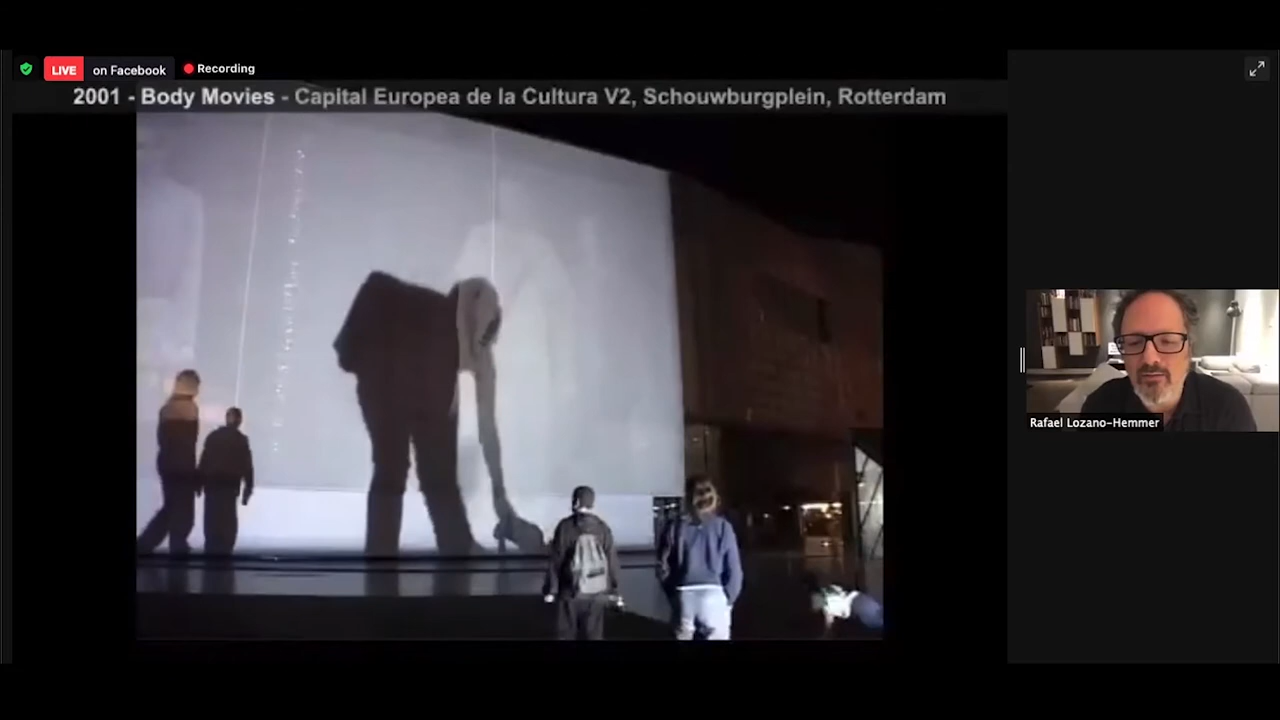 LIVE on Facebook Recording
2001 - Body Movies - Capital Europea de la Cultura V2, Schouwburgplein, Rotterdam
Rafael Lozano-Hemmer